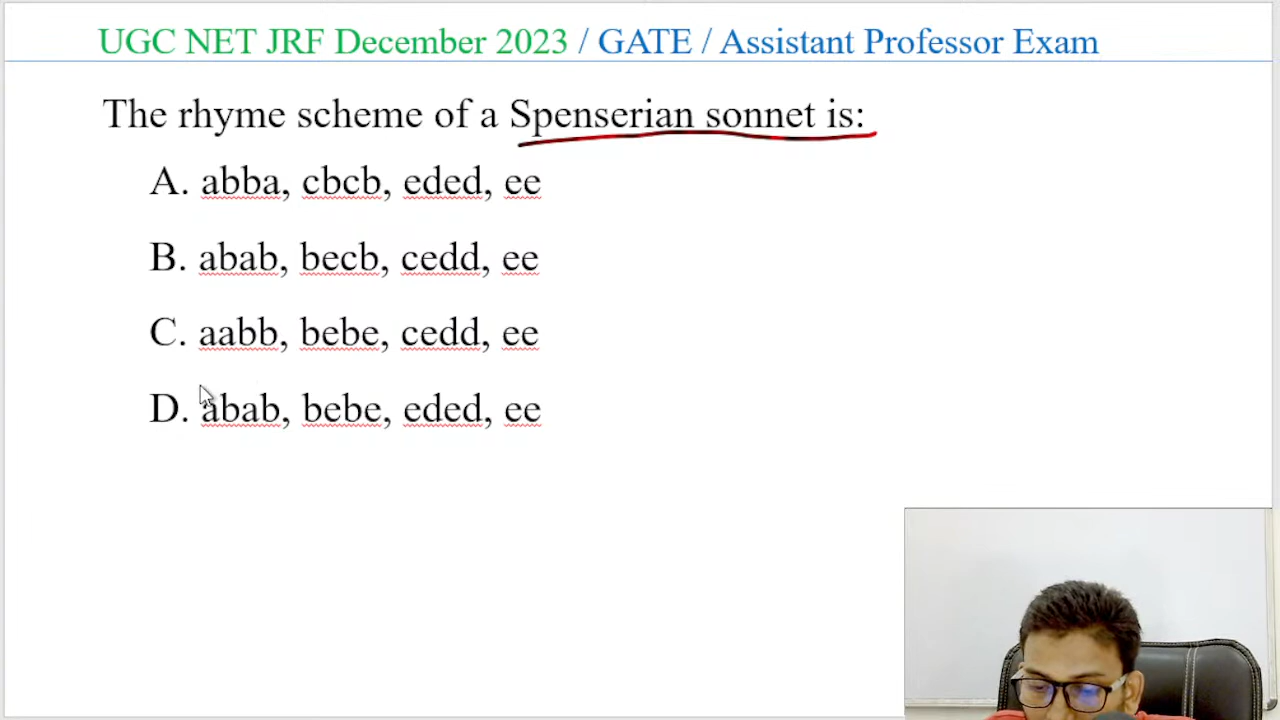 UGC NET JRF December 2023 / GATE / Assistant Professor Exam
The rhyme scheme of a Spenserian sonnet is:
A. abba, cbcb, eded, ee
B. abab, becb, cedd, ee
C. aabb, bebe, cedd, ee
D. abab, bebe, eded, ee